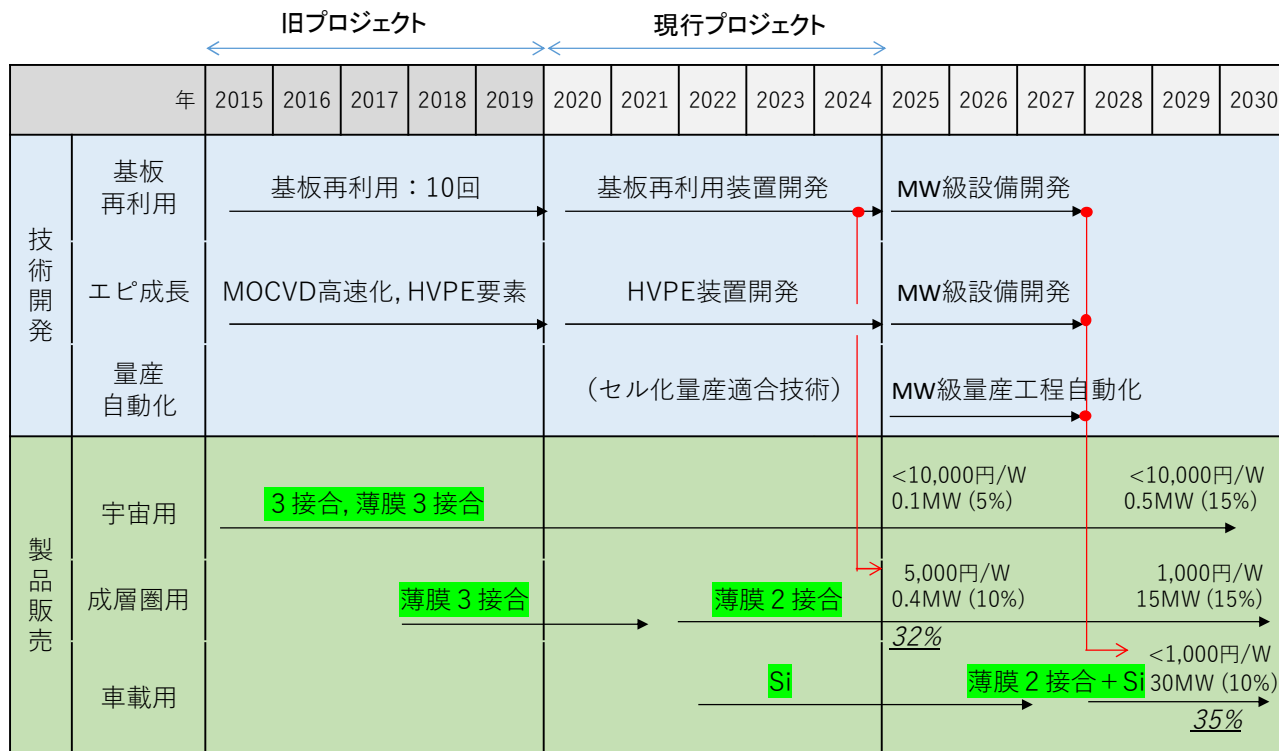 旧プロジェクト
現行プロジェクト
年 2015 2016 2017 2018 2019 2020 2021 2022 2023 2024 2025 2026 2027 2028 2029 2030
技術開発
基板
再利用
基板再利用：10回
基板再利用装置開発
MW級設備開発
エピ成長
MOCVD高速化, HVPE要素
HVPE装置開発
MW級設備開発
量産
自動化
（セル化量産適合技術）
MW級量産工程自動化
製品販売
宇宙用
３接合, 薄膜３接合
<10,000円/W
0.1MW (5%)
<10,000円/W
0.5MW (15%)
成層圏用
薄膜３接合
薄膜２接合
5,000円/W
0.4MW (10%)
32%
1,000円/W
15MW (15%)
車載用
Si
薄膜２接合＋Si
<1,000円/W
30MW (10%)
35%